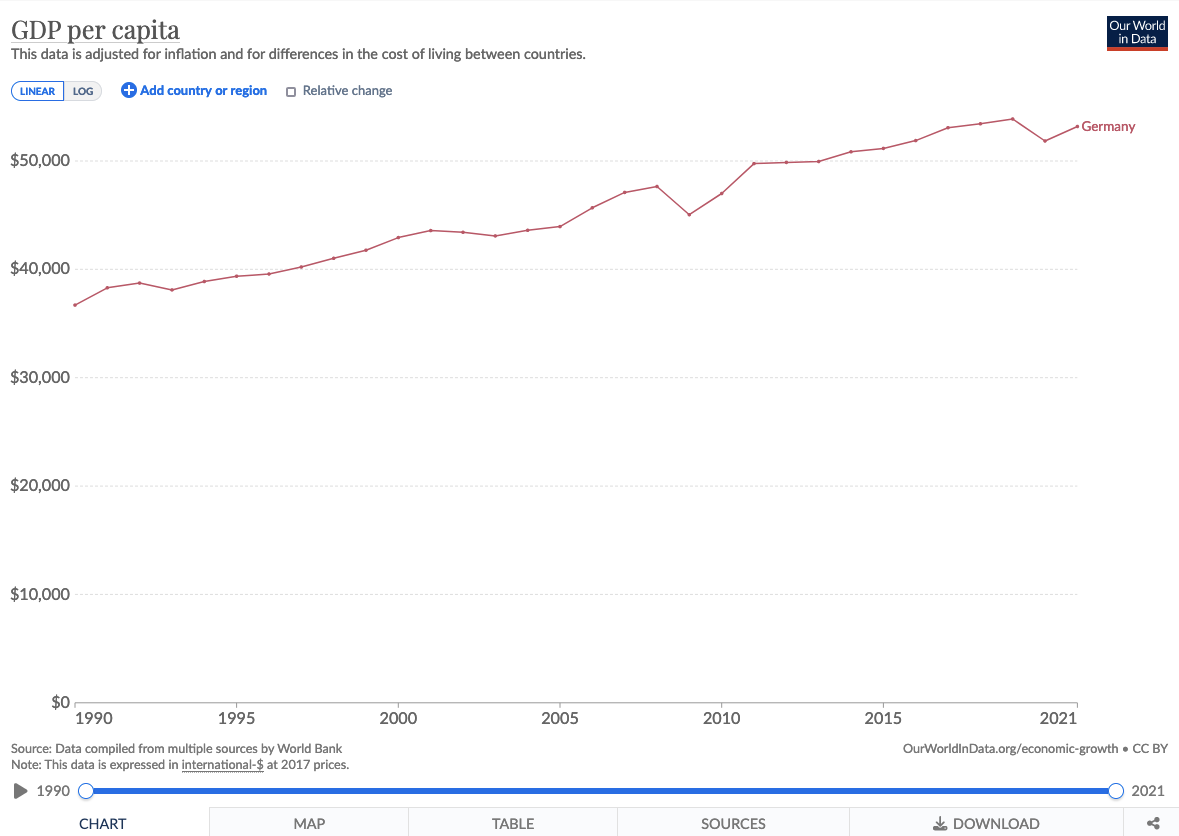 GDP per capita
This data is adjusted for inflation and for differences in the cost of living between countries.
Our World
in Data
LINEAR LOG Add country or region Relative change
Germany
$50,000
$40,000
$30,000
$20,000
$10,000
$0
1990 1995 2000 2005 2010 2015 2021
Source: Data compiled from multiple sources by World Bank
OurWorldInData.org/economic-growth • CC BY
Note: This data is expressed in international-$ at 2017 prices.
1990 2021
CHART MAP TABLE SOURCES DOWNLOAD